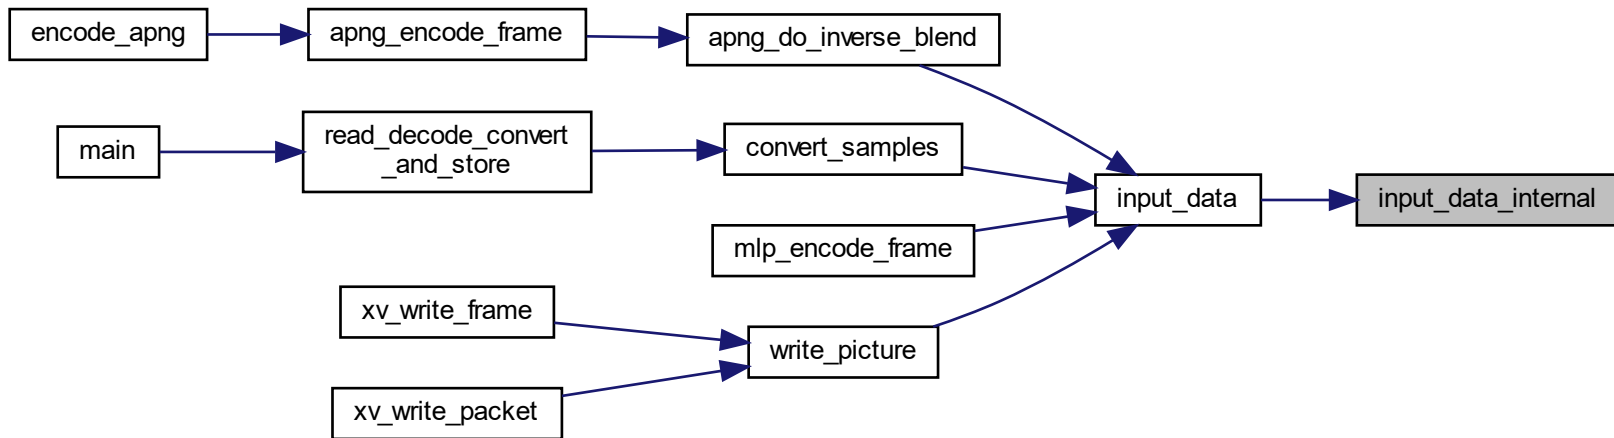 encode_apng
apng_encode_frame
apng_do_inverse_blend
main
read_decode_convert
_and_store
convert_samples
input_data
input_data_internal
mlp_encode_frame
xv_write_frame
write_picture
xv_write_packet